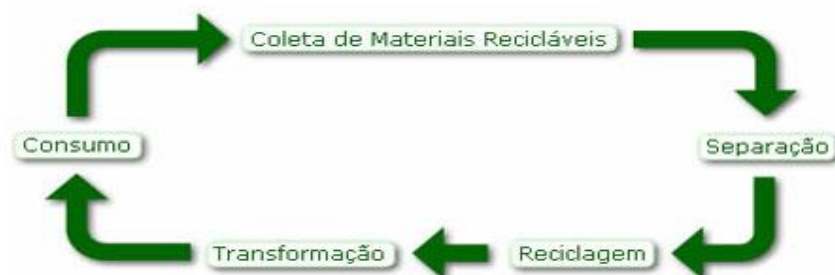 Coleta de Materiais Recicláveis
Consumo
Separação
Transformação
Reciclagem